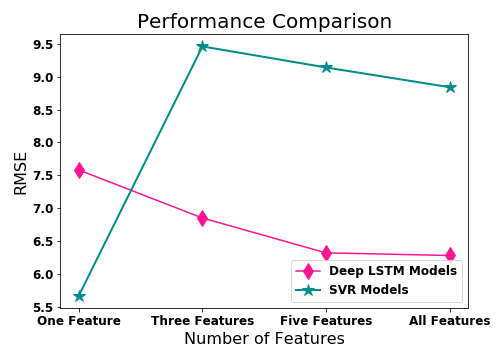 Performance Comparison
RMSE
9.5
9.0
8.5
8.0
7.5
7.0
6.5
6.0
5.5
Deep LSTM Models
SVR Models
One Feature Three Features Five Features All Features
Number of Features